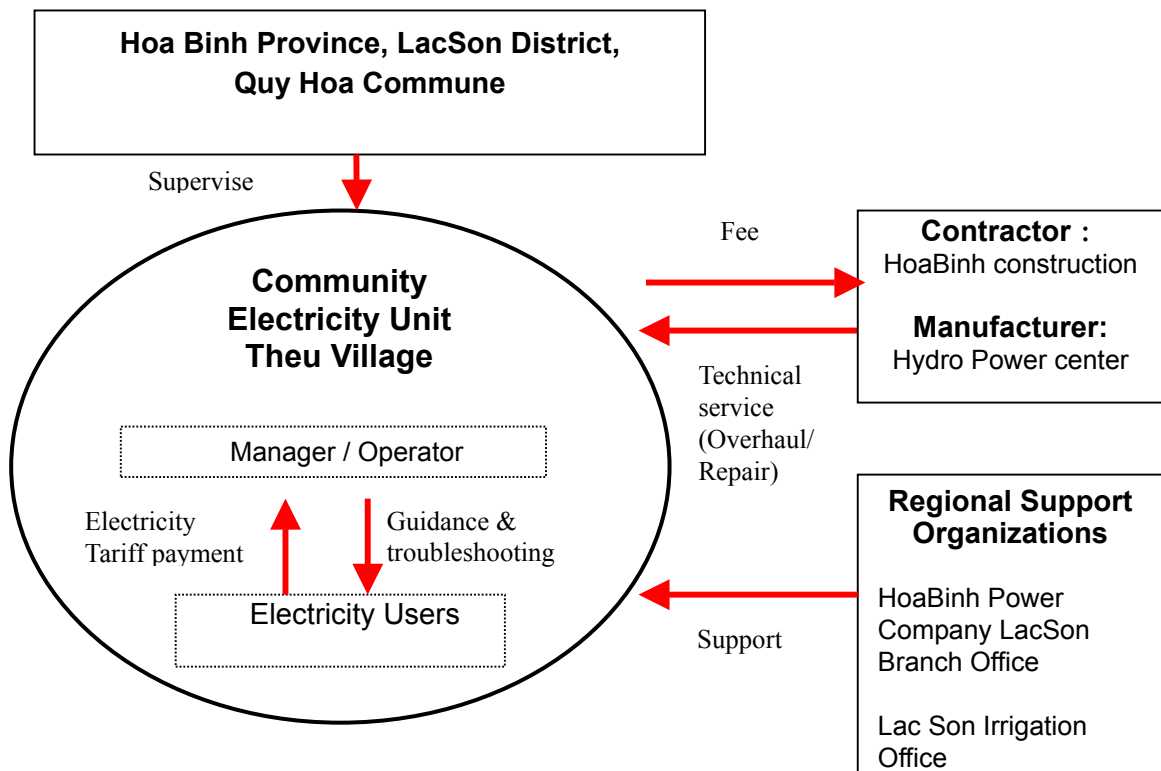 Hoa Binh Province, LacSon District,
Quy Hoa Commune
Supervise
Community
Electricity Unit
Theu Village
Manager / Operator
Electricity
Tariff payment
Guidance &
troubleshooting
Electricity Users
Fee
Technical
service
(Overhaul/
Repair)
Contractor :
HoaBinh construction
Manufacturer:
Hydro Power center
Support
Regional Support
Organizations
HoaBinh Power
Company LacSon
Branch Office
Lac Son Irrigation
Office